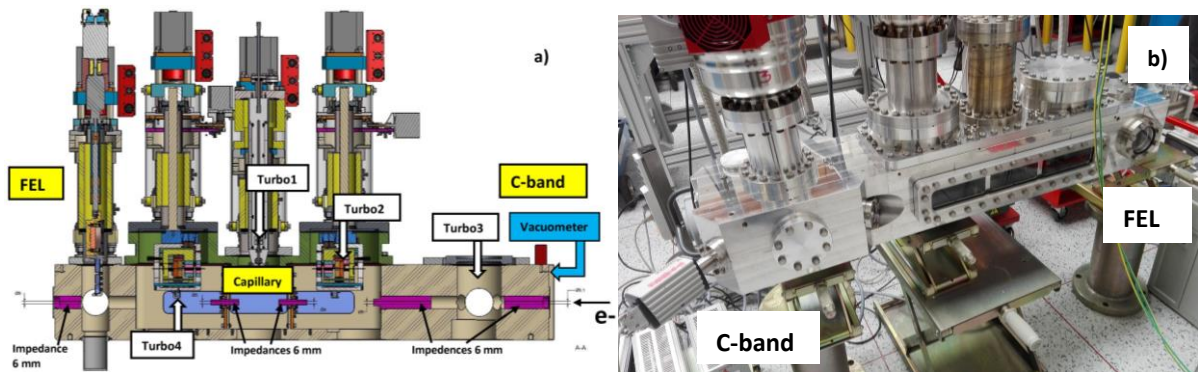 a)
b)
FEL
C-band
Turbo1
Turbo2
Turbo3
Vacuometer
Capillary
e-
Impedance
6 mm
Turbo4
Impedances 6 mm
Impedences 6 mm
A-A
3
FEL
C-band